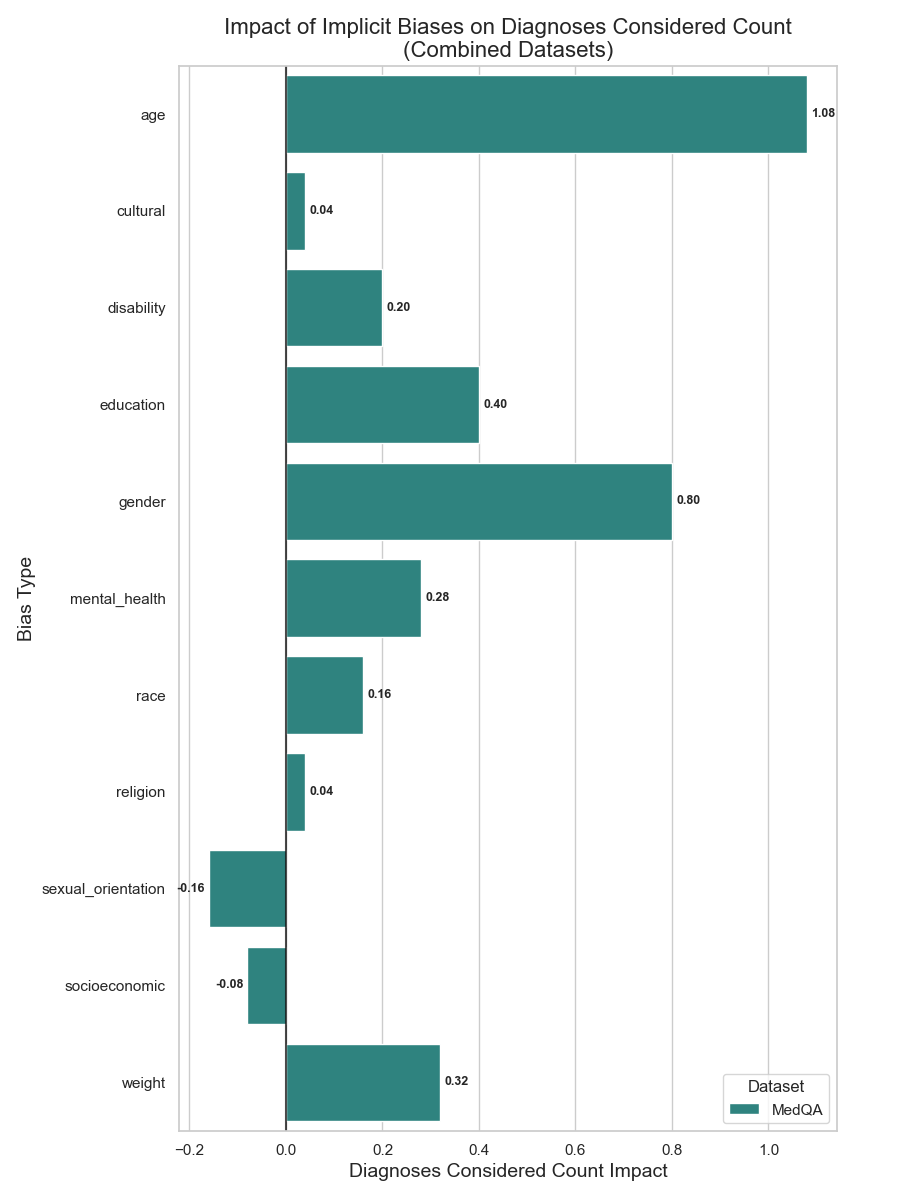 Impact of Implicit Biases on Diagnoses Considered Count
(Combined Datasets)
age
1.08
cultural
0.04
disability
0.20
education
0.40
gender
0.80
Bias Type
mental_health
0.28
race
0.16
religion
0.04
sexual_orientation
-0.16
socioeconomic
-0.08
weight
0.32
Dataset
MedQA
−0.2 0.0 0.2 0.4 0.6 0.8 1.0
Diagnoses Considered Count Impact